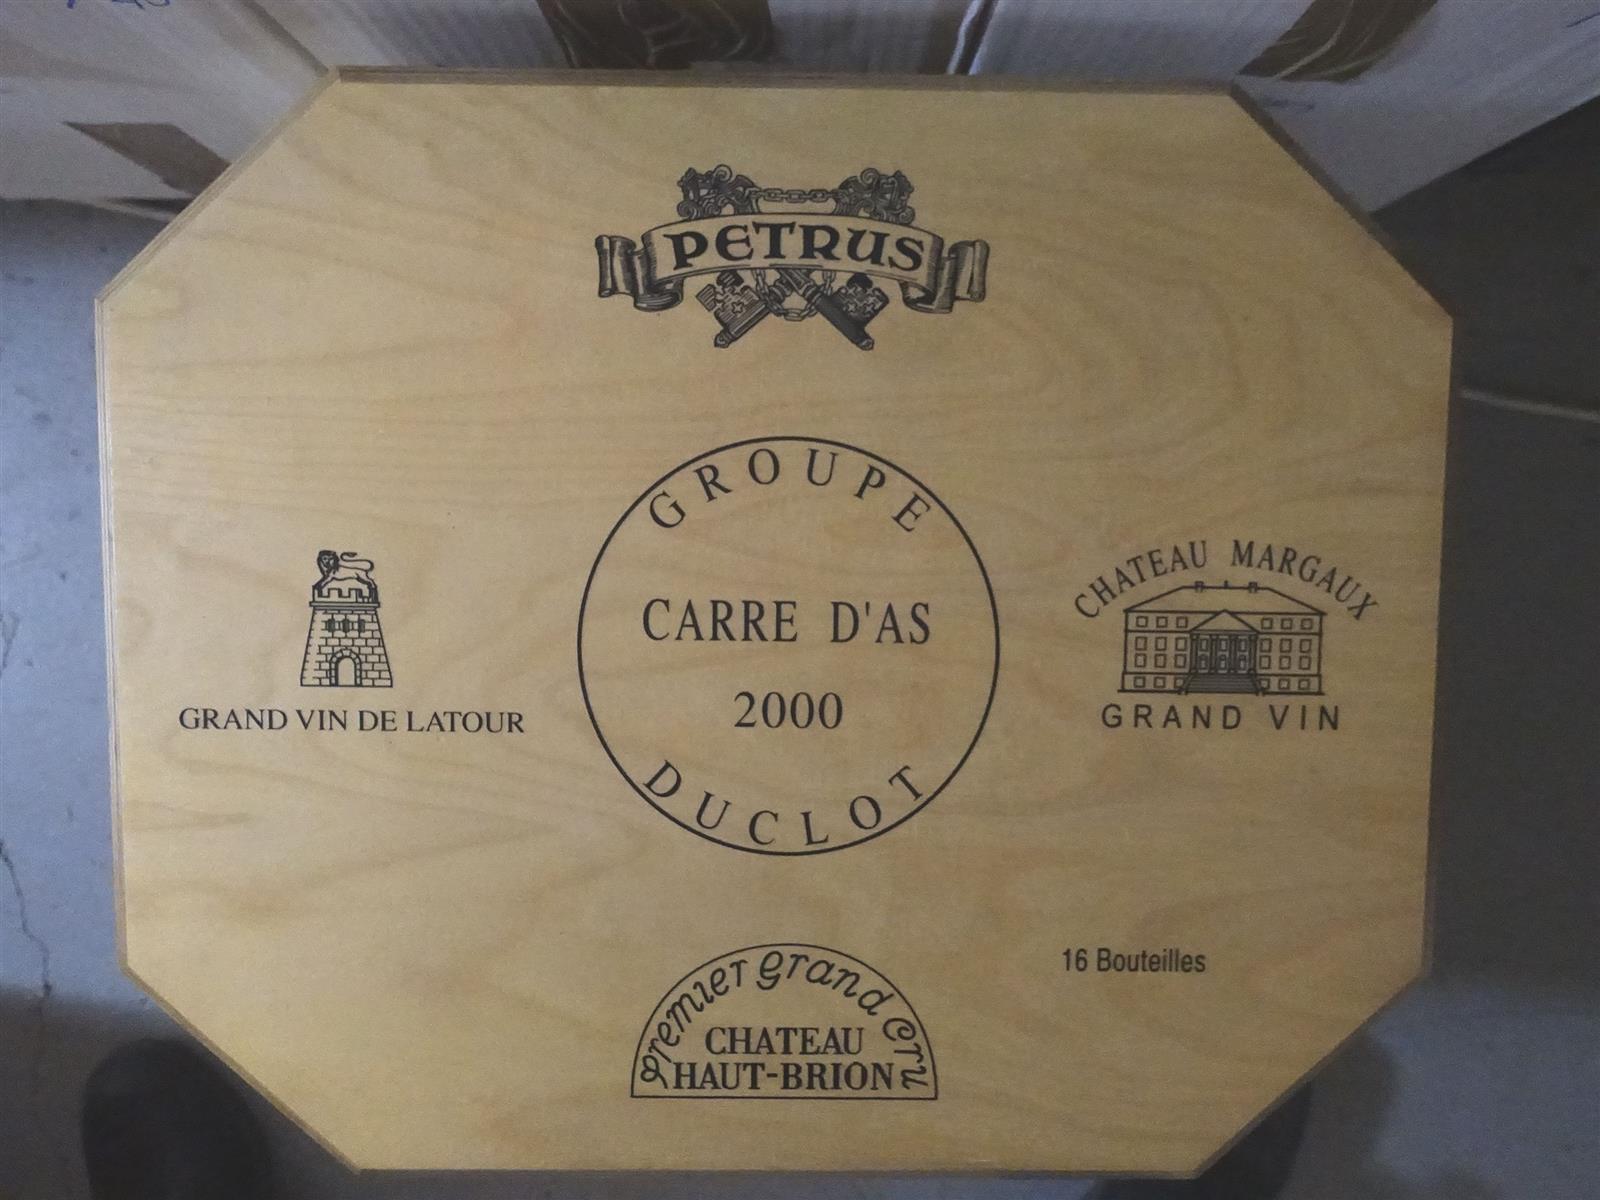 PETRUS
GROUPE
CARRE D'AS
2000
DUCLOT
GRAND VIN DE LATOUR
CHATEAU MARGAUX
GRAND VIN
16 Bouteilles
Premier Grand Cru
CHATEAU
HAUT-BRION